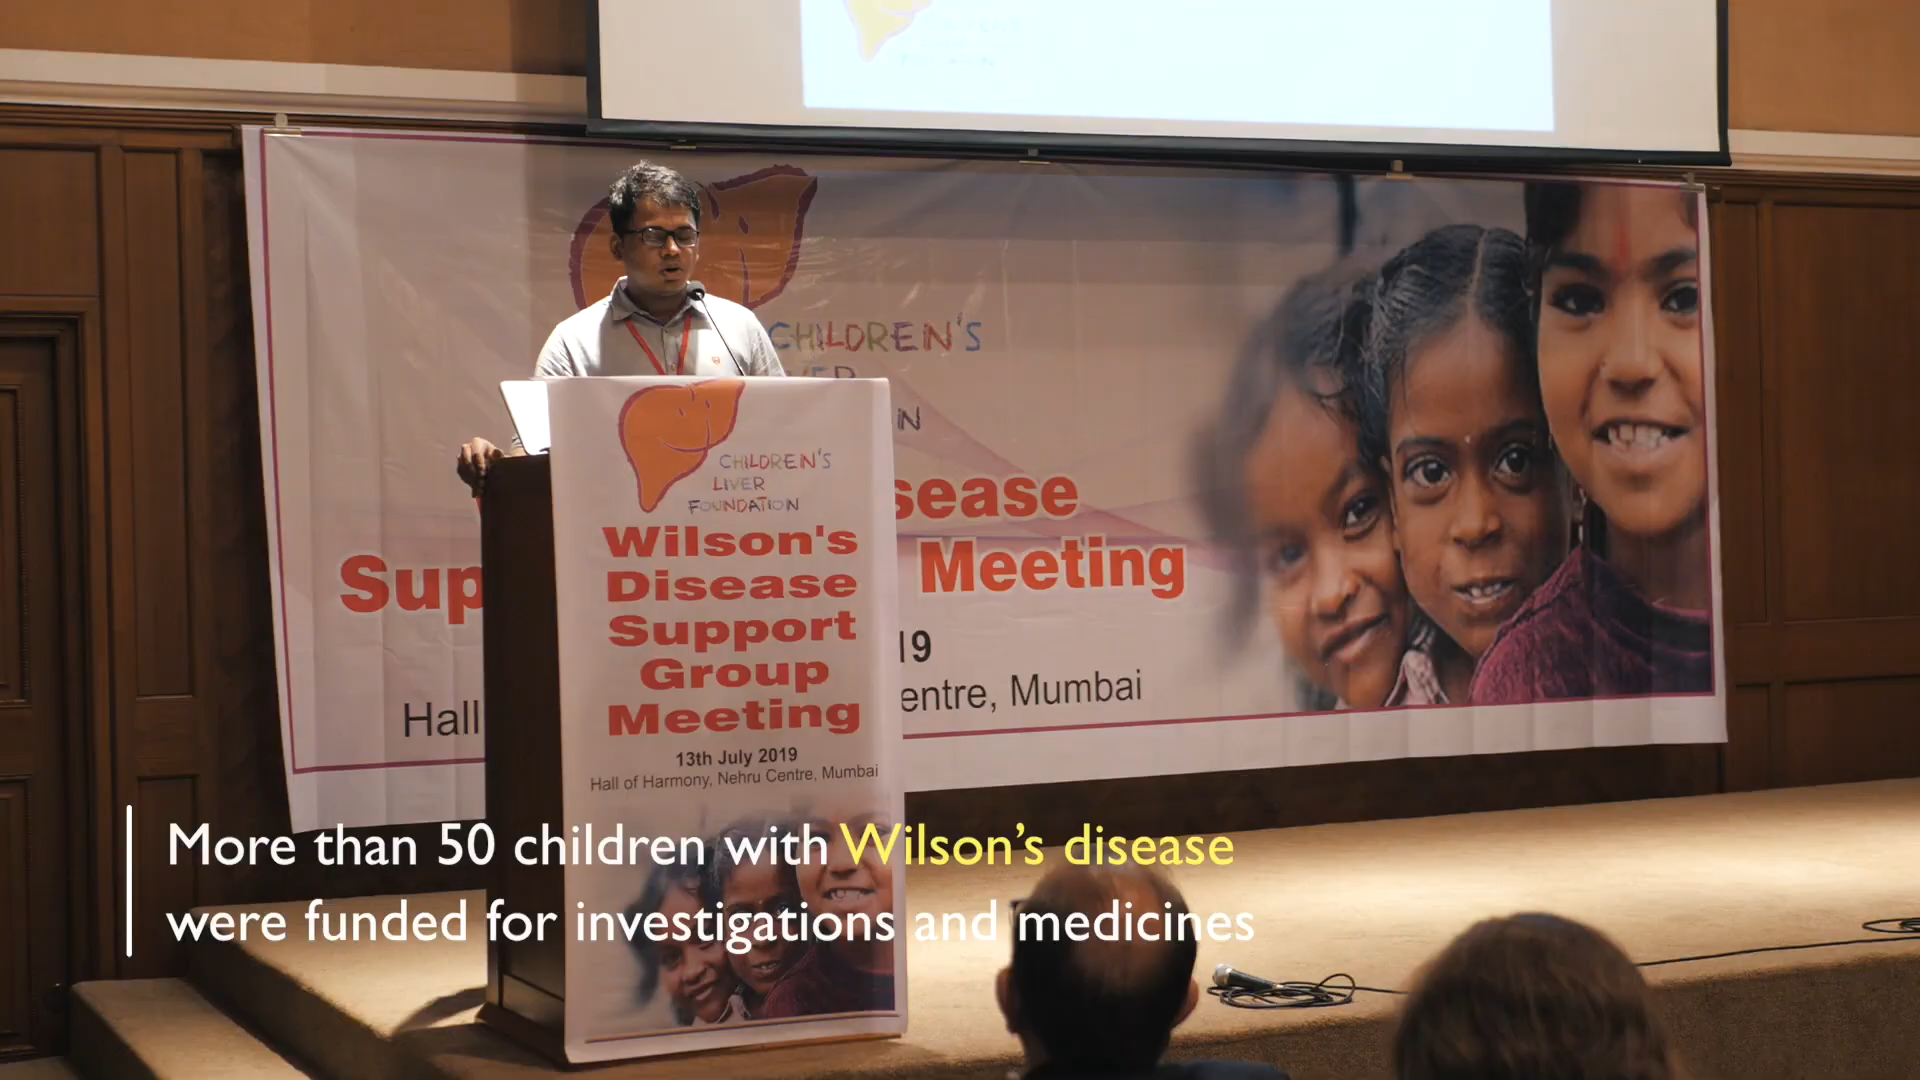 CHILDREN'S
IN
sease
Sup
Meeting
19
Hall
entre, Mumbai
CHILDREN'S
LIVER
FOUNDATION
Wilson's
Disease
Support
Group
Meeting
13th July 2019
Hall of Harmony, Nehru Centre, Mumbai
More than 50 children with Wilson's disease
were funded for investigations and medicines